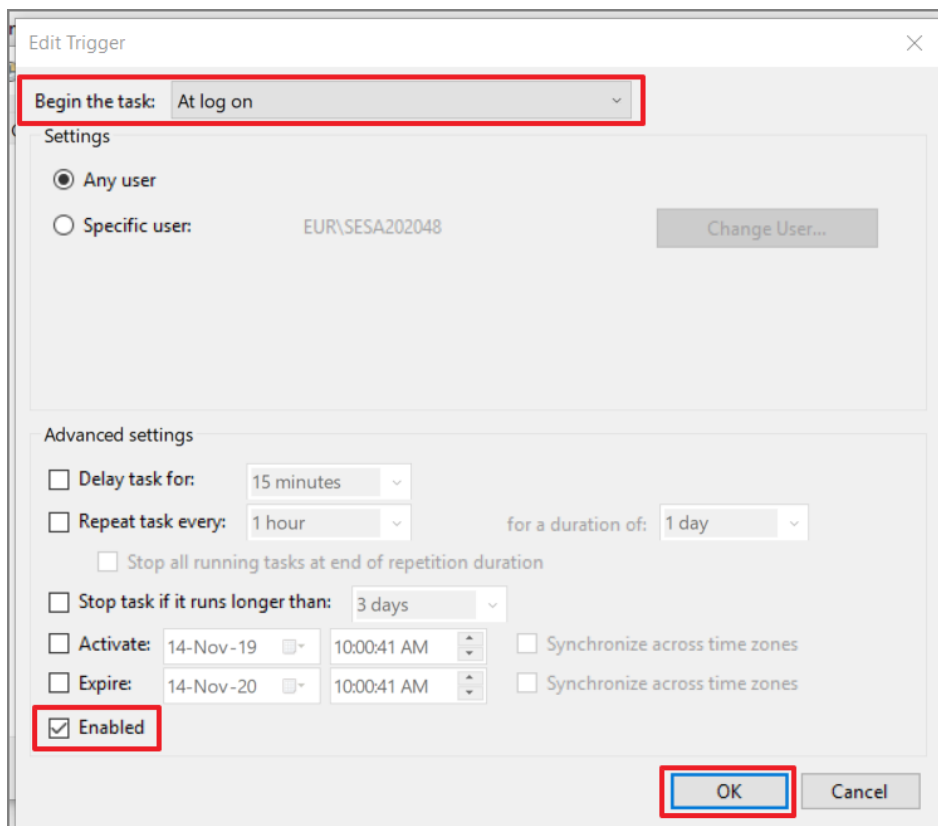 Edit Trigger
Begin the task: At log on
Settings
Any user
Specific user: EUR\SESA202048 Change User...
Advanced settings
Delay task for: 15 minutes
Repeat task every: 1 hour for a duration of: 1 day
Stop all running tasks at end of repetition duration
Stop task if it runs longer than: 3 days
Activate: 14-Nov-19 10:00:41 AM Synchronize across time zones
Expire: 14-Nov-20 10:00:41 AM Synchronize across time zones
Enabled
OK Cancel